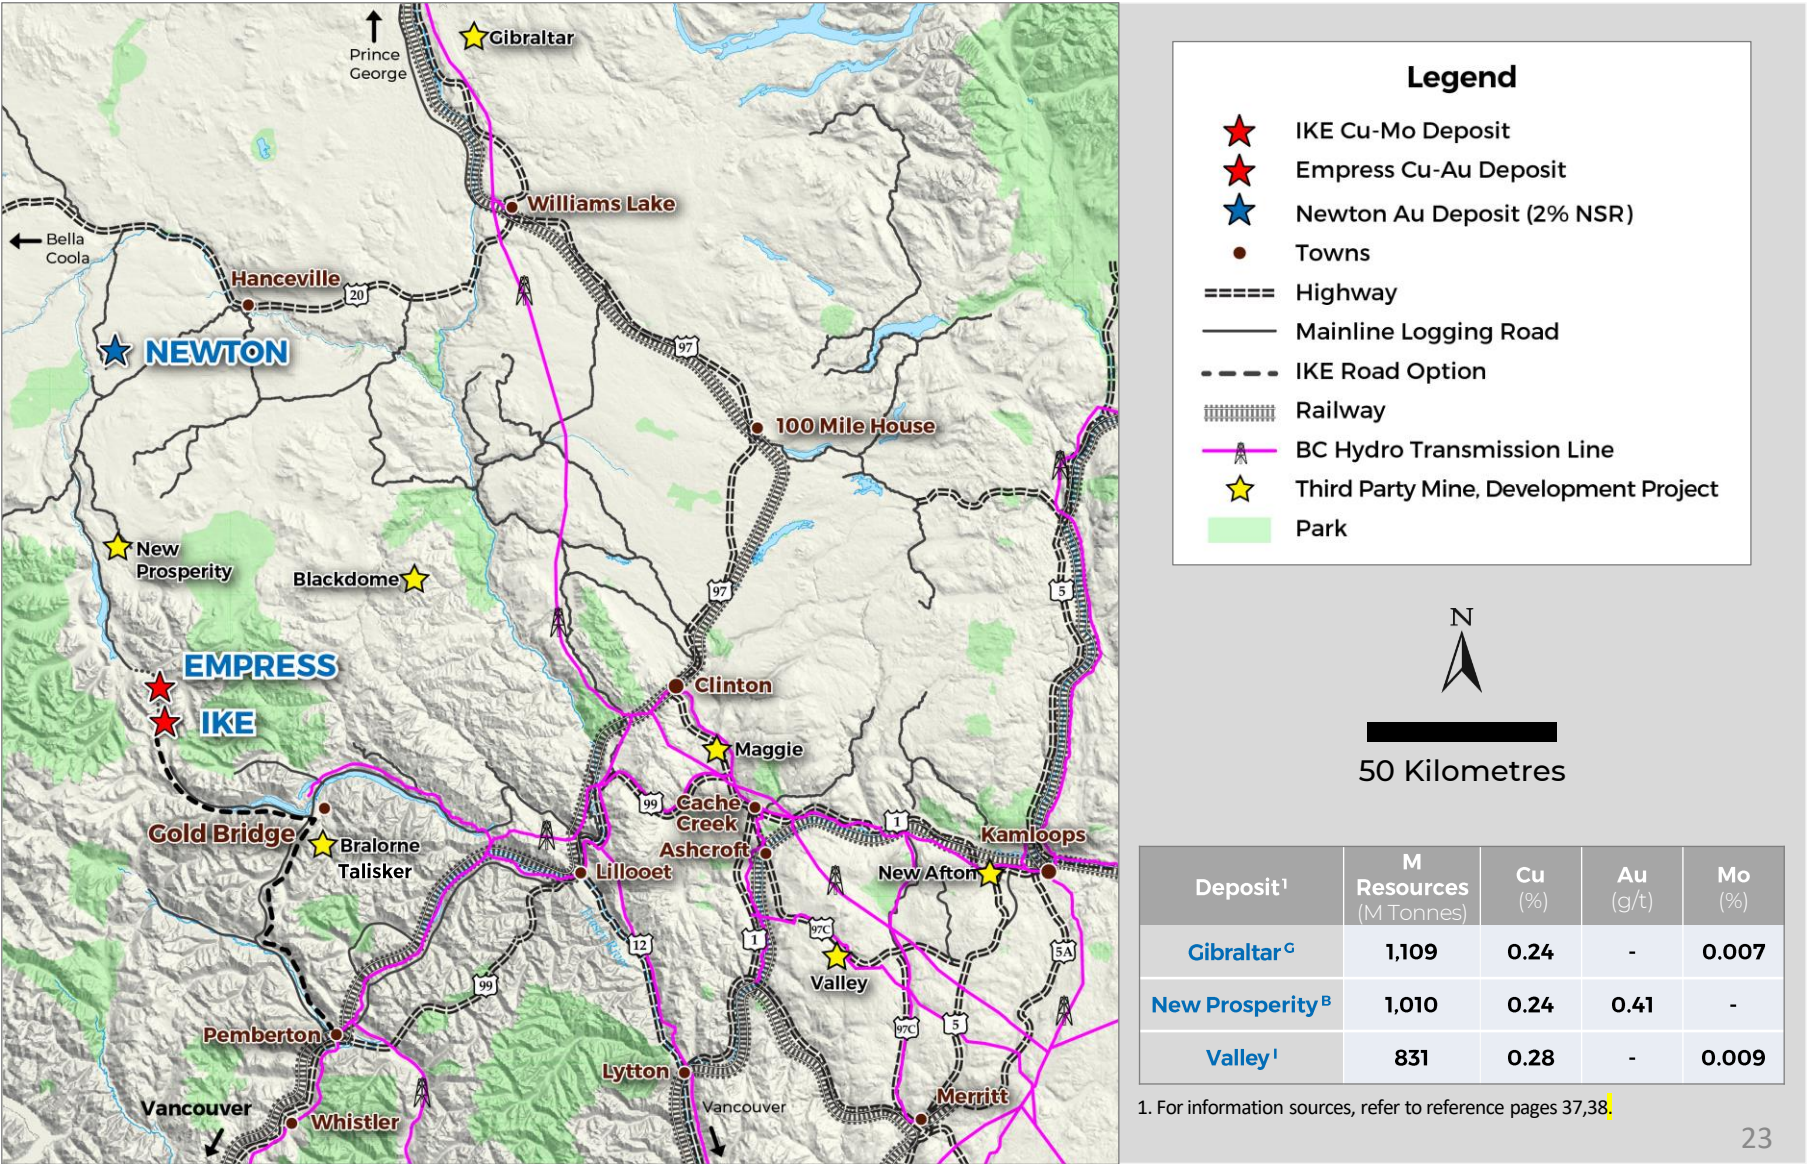 Prince
George
Gibraltar
Williams Lake
Bella
Coola
Hanceville
20
NEWTON
97
100 Mile House
New
Prosperity
Blackdome
97
5
EMPRESS
IKE
Clinton
Maggie
99
Cache
Creek
1
Kamloops
Gold Bridge
Bralorne
Talisker
Ashcroft
Lillooet
New Afton
Fraser River
12
1
97C
5A
Valley
99
97C
5
Pemberton
Lytton
Merritt
Vancouver
Vancouver
Whistler
Legend
IKE Cu-Mo Deposit
Empress Cu-Au Deposit
Newton Au Deposit (2% NSR)
Towns
Highway
Mainline Logging Road
IKE Road Option
Railway
BC Hydro Transmission Line
Third Party Mine, Development Project
Park
N
50 Kilometres
Deposit¹ M Resources (M Tonnes) Cu (%) Au (g/t) Mo (%)
Gibraltar ᴳ 1,109 0.24 - 0.007
New Prosperity ᴮ 1,010 0.24 0.41 -
Valley ᴵ 831 0.28 - 0.009
1. For information sources, refer to reference pages 37,38.
23